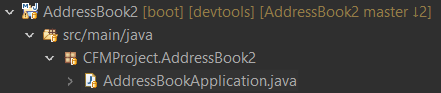 AddressBook2 [boot] [devtools] [AddressBook2 master ↓2]
src/main/java
CFMProject.AddressBook2
AddressBookApplication.java